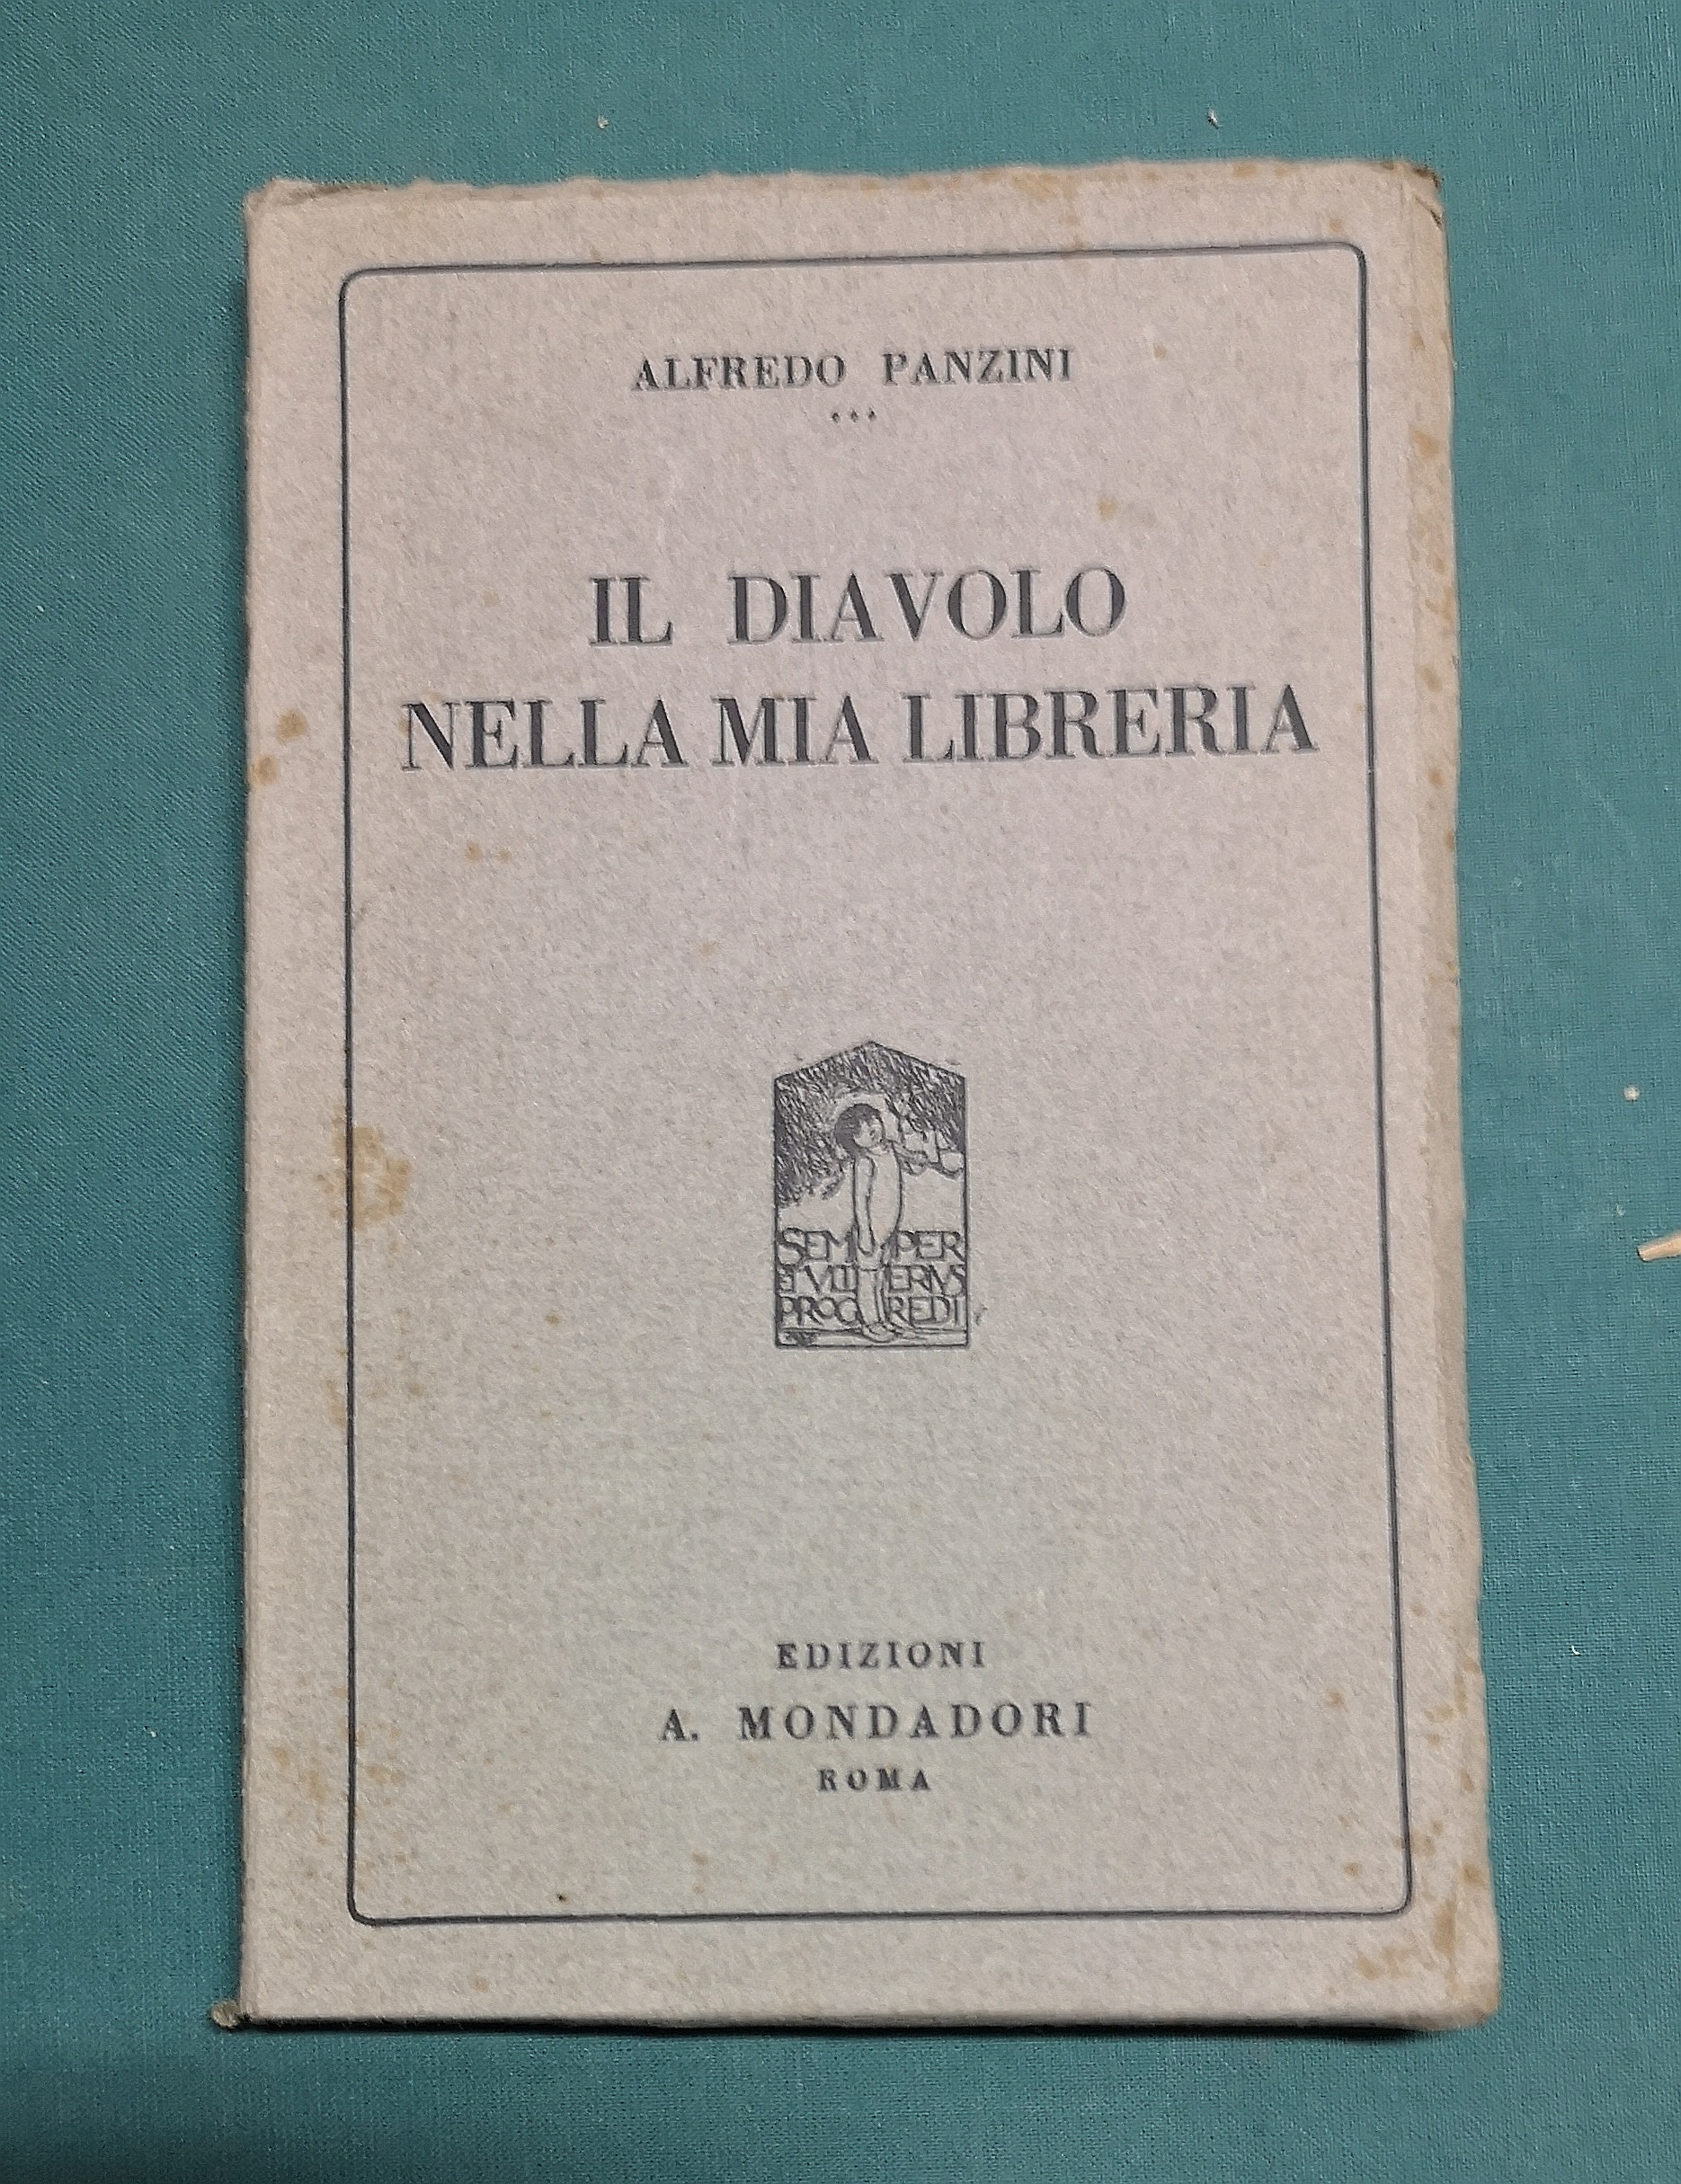 ALFREDO PANZINI
IL DIAVOLO
NELLA MIA LIBRERIA
SEMPER
ET VLTERIVS
PROGREDI
EDIZIONI
A. MONDADORI
ROMA